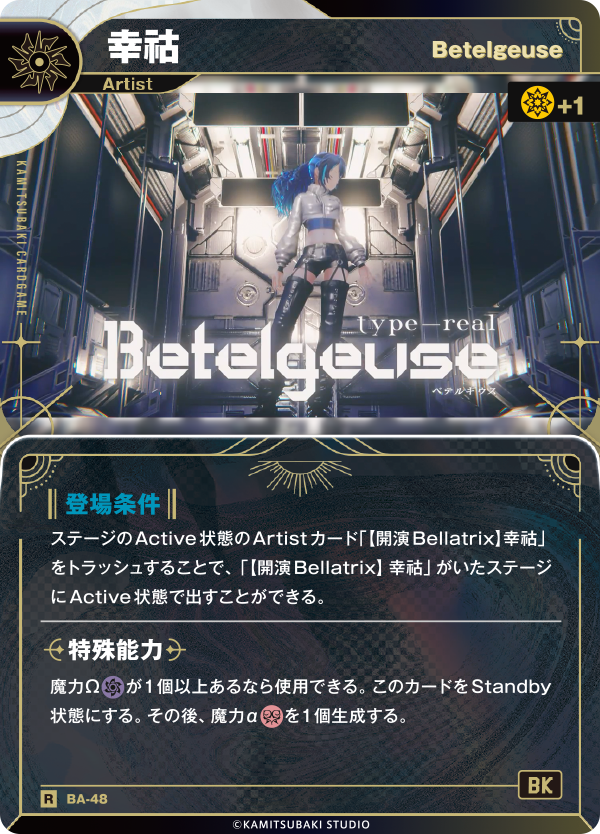 幸祜
Betelgeuse
Artist
+1
KAMITSUBAKI CARDGAME
type-real
Betelgeuse
ベテルギウス
登場条件
ステージのActive状態のArtistカード「【開演Bellatrix】幸祜」
をトラッシュすることで、「【開演Bellatrix】 幸祜」がいたステージ
にActive状態で出すことができる。
特殊能力
魔力Ωが1個以上あるなら使用できる。このカードをStandby
状態にする。その後、魔力αを1個生成する。
R BA-48
BK
©KAMITSUBAKI STUDIO